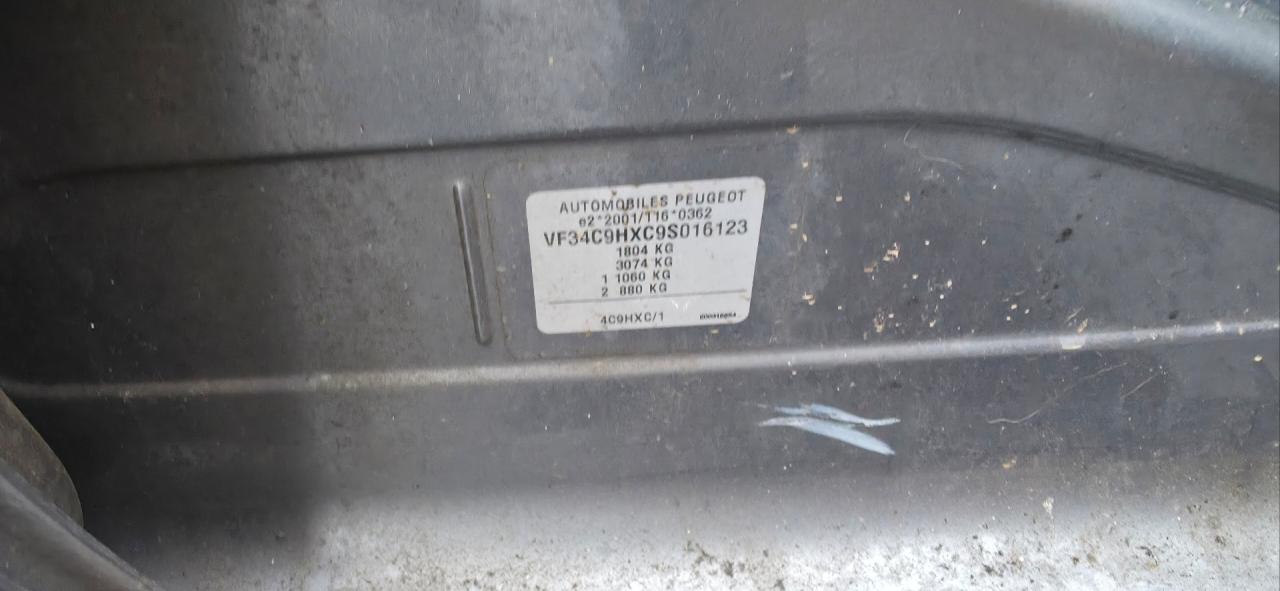 AUTOMOBILES PEUGEOT
e2*2001/116*0362
VF34C9HXC9S016123
1804 KG
3074 KG
1 1060 KG
2 880 KG
4C9HXC/1